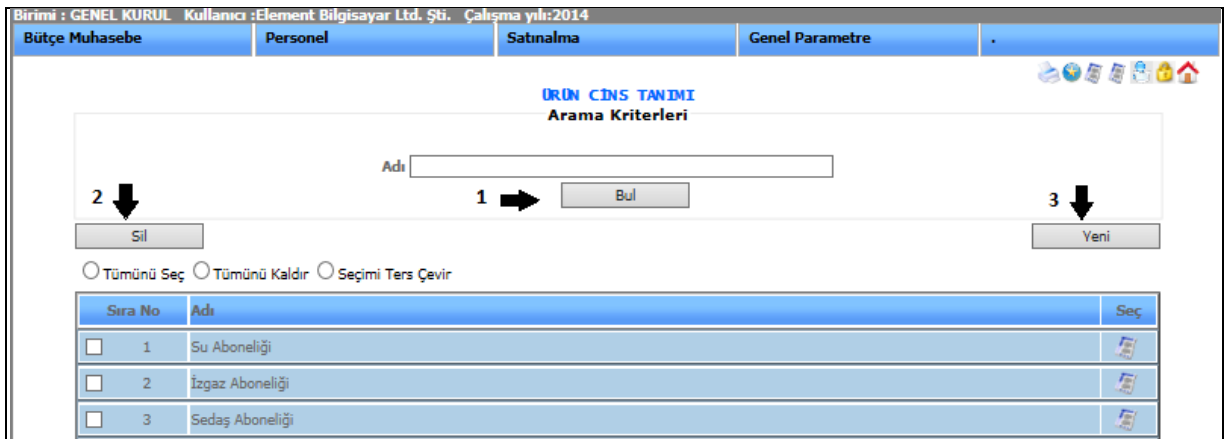 Birimi : GENEL KURUL Kullanıcı :Element Bilgisayar Ltd. Şti. Çalışma yılı:2014
Bütçe Muhasebe Personel Satınalma Genel Parametre .
ÜRÜN CİNS TANIMI
Arama Kriterleri
Adı
2 1 Bul 3
Sil Yeni
Tümünü Seç Tümünü Kaldır Seçimi Ters Çevir
Sıra No Adı Seç
1 Su Aboneliği
2 İzgaz Aboneliği
3 Sedaş Aboneliği